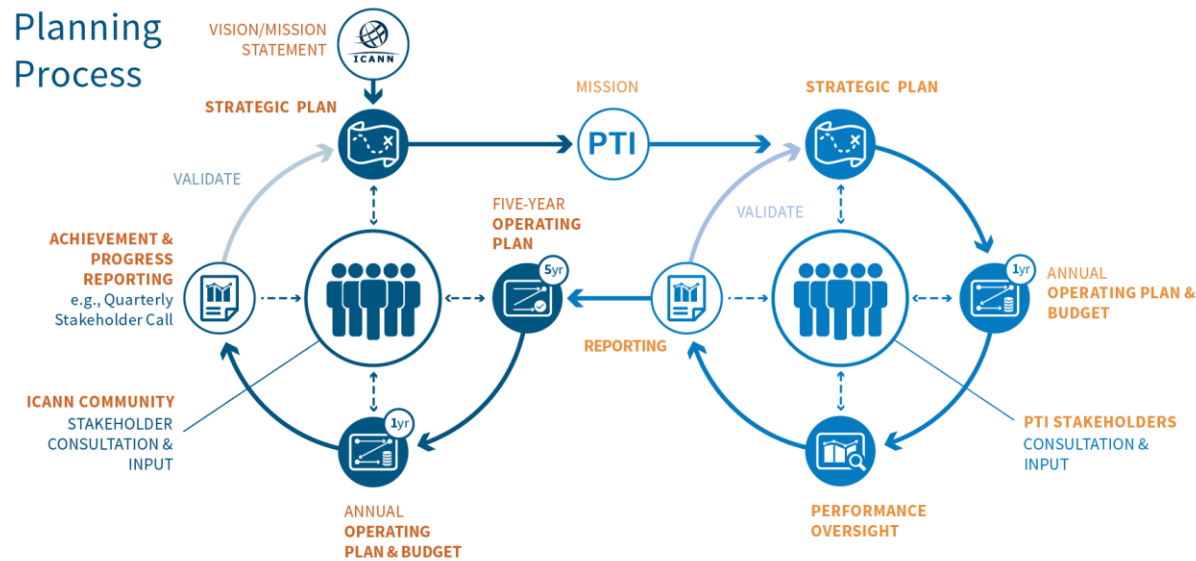 Planning
Process
VISION/MISSION
STATEMENT
ICANN
STRATEGIC PLAN
MISSION
PTI
STRATEGIC PLAN
VALIDATE
VALIDATE
FIVE-YEAR
OPERATING
PLAN
5yr
ACHIEVEMENT &
PROGRESS
REPORTING
e.g., Quarterly
Stakeholder Call
1yr
ANNUAL
OPERATING PLAN &
BUDGET
REPORTING
ICANN COMMUNITY
STAKEHOLDER
CONSULTATION &
INPUT
1yr
PTI STAKEHOLDERS
CONSULTATION &
INPUT
ANNUAL
OPERATING
PLAN & BUDGET
PERFORMANCE
OVERSIGHT